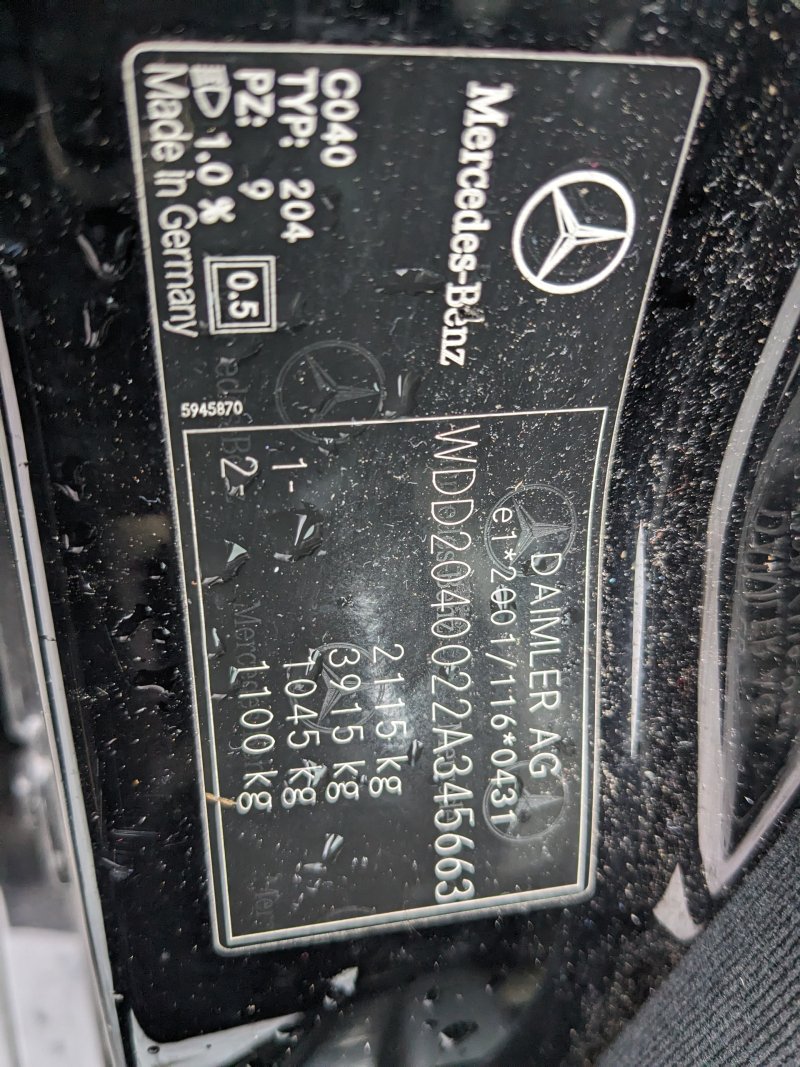 Mercedes-Benz
C040
TYP: 204
PZ: 9
1.0 %
0.5
Made in Germany
5945870
DAIMLER AG
e1*2001/116*0431
WDD2040022A345663
2115 kg
3915 kg
1- 1045 kg
2- 1100 kg